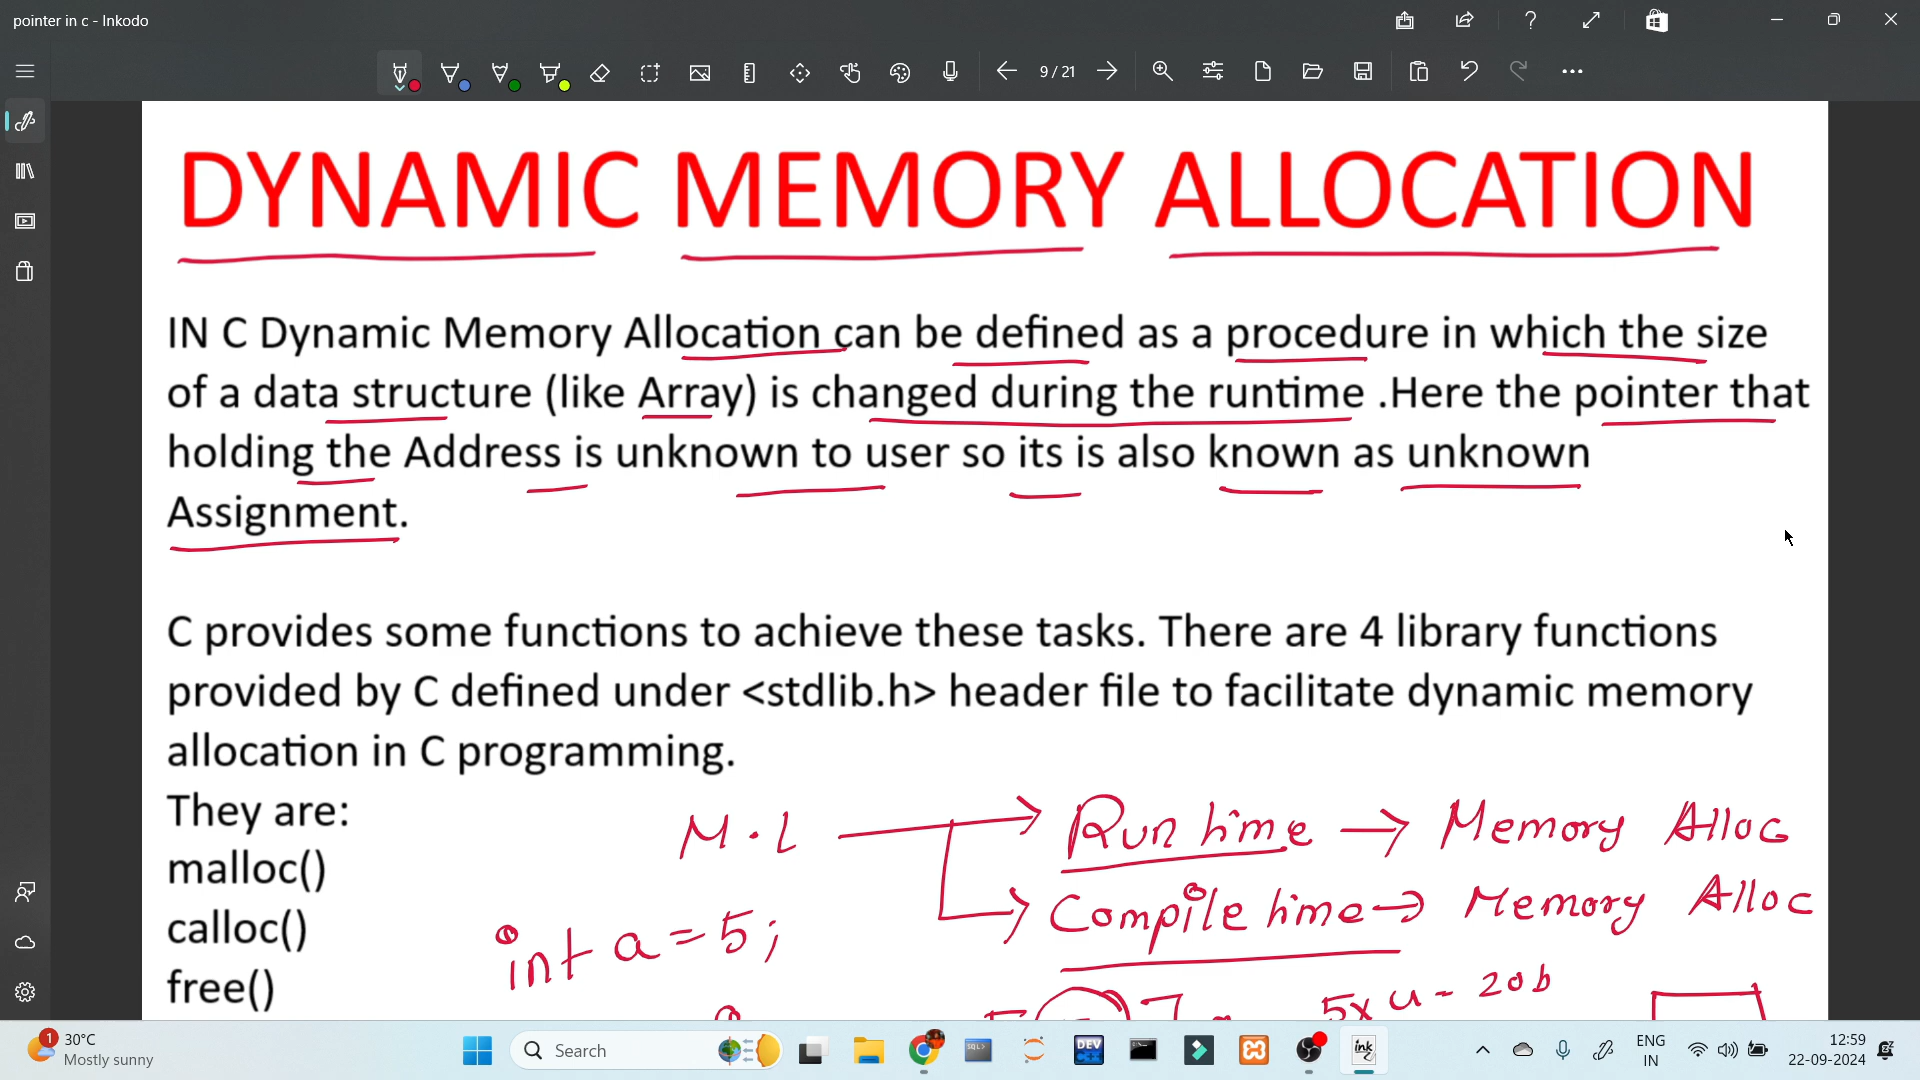 pointer in c - Inkodo
9 / 21
DYNAMIC MEMORY ALLOCATION
IN C Dynamic Memory Allocation can be defined as a procedure in which the size
of a data structure (like Array) is changed during the runtime .Here the pointer that
holding the Address is unknown to user so its is also known as unknown
Assignment.
C provides some functions to achieve these tasks. There are 4 library functions
provided by C defined under <stdlib.h> header file to facilitate dynamic memory
allocation in C programming.
They are:
malloc()
calloc()
free()
M.L → Run time → Memory Alloc
Compile time → Memory Alloc
int a = 5;
20b
1
30°C
Mostly sunny
Search
SQL>
DEV
C++
ink
ENG
IN
12:59
22-09-2024